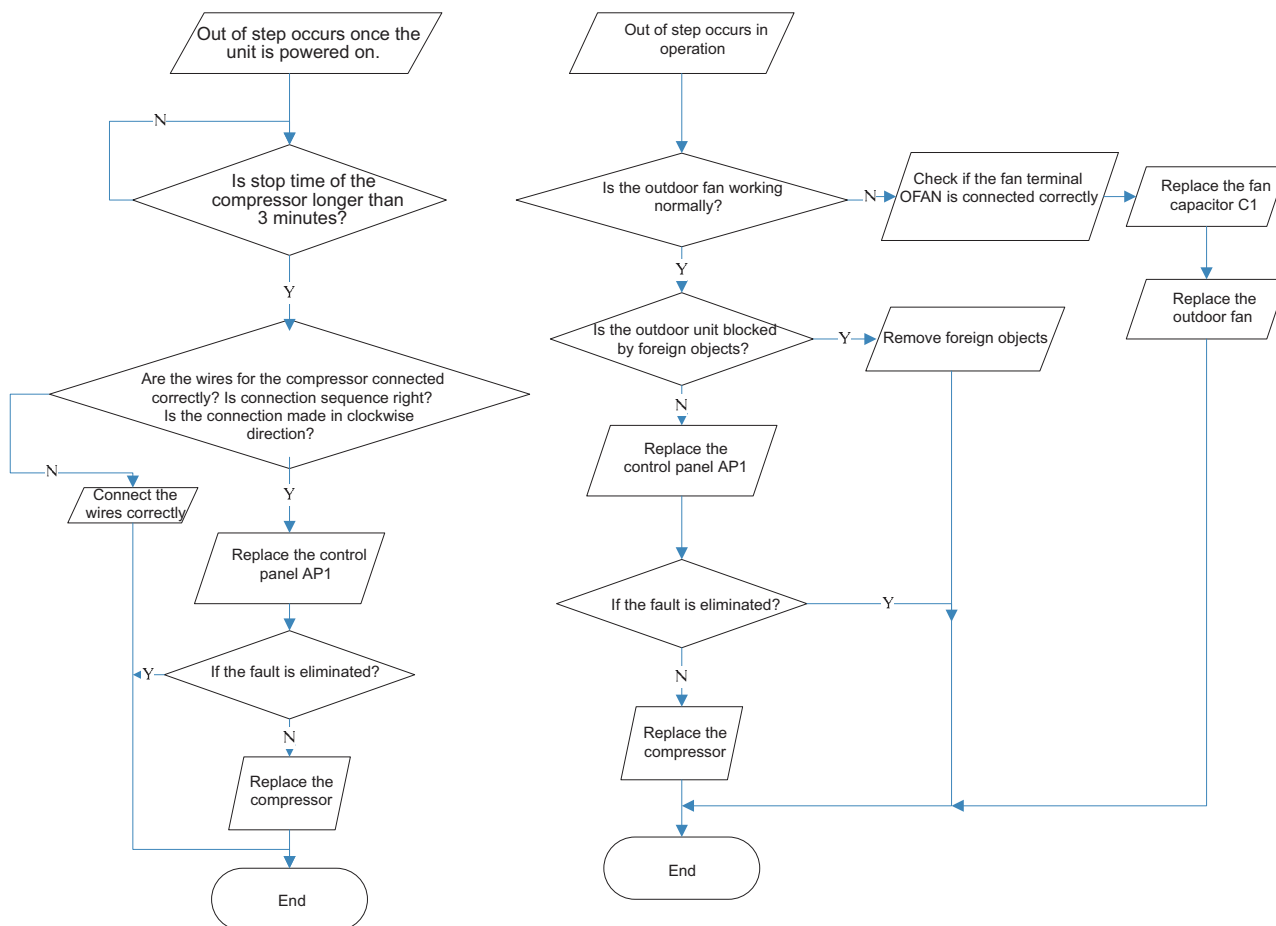 Out of step occurs once the
unit is powered on.
N
Is stop time of the
compressor longer than
3 minutes?
Y
Are the wires for the compressor connected
correctly? Is connection sequence right?
Is the connection made in clockwise
direction?
N
Connect the
wires correctly
Y
Replace the control
panel AP1
If the fault is eliminated?
Y
N
Replace the
compressor
End
Out of step occurs in
operation
Is the outdoor fan working
normally?
N
Check if the fan terminal
OFAN is connected correctly
Replace the fan
capacitor C1
Replace the
outdoor fan
Y
Is the outdoor unit blocked
by foreign objects?
Y
Remove foreign objects
N
Replace the
control panel AP1
If the fault is eliminated?
Y
N
Replace the
compressor
End